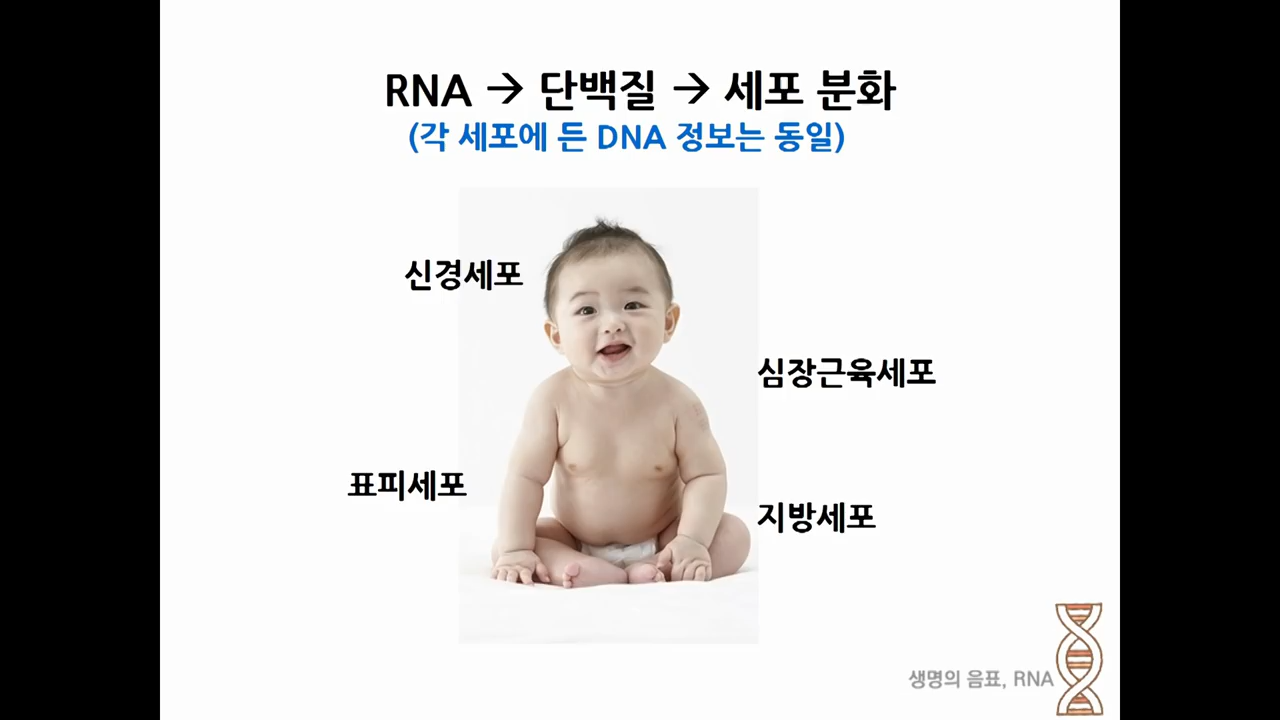 RNA → 단백질 → 세포 분화
(각 세포에 든 DNA 정보는 동일)
신경세포
심장근육세포
표피세포
지방세포
생명의 음표, RNA